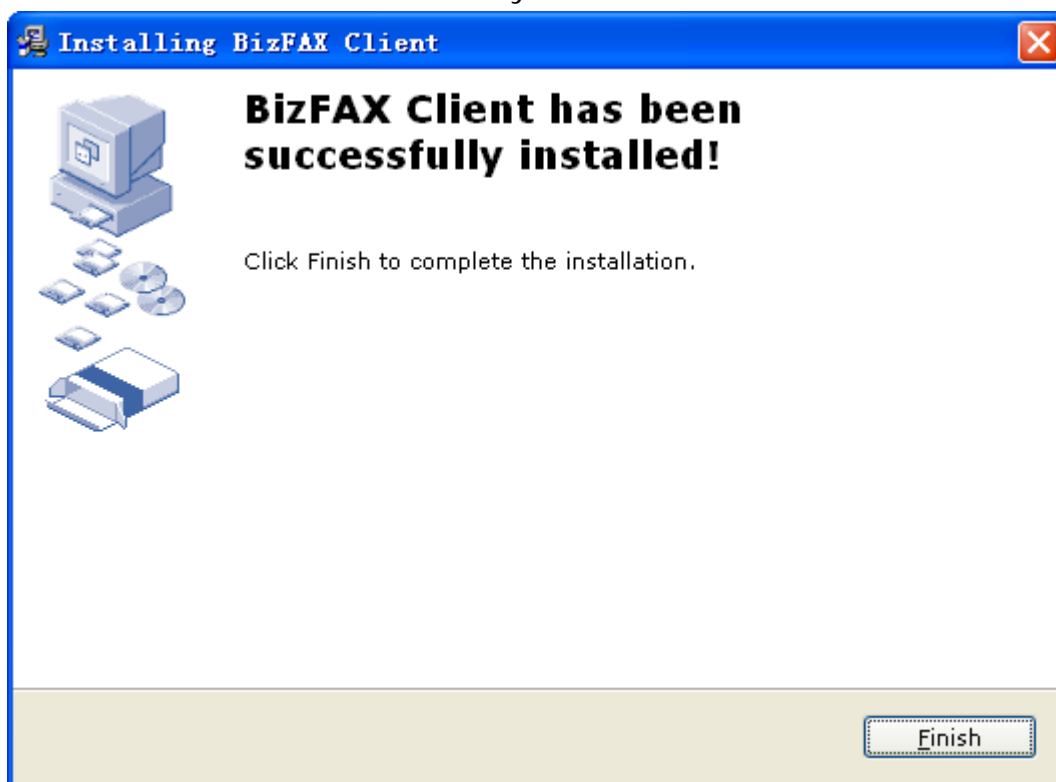 Installing BizFAX Client
BizFAX Client has been
successfully installed!
Click Finish to complete the installation.
Finish